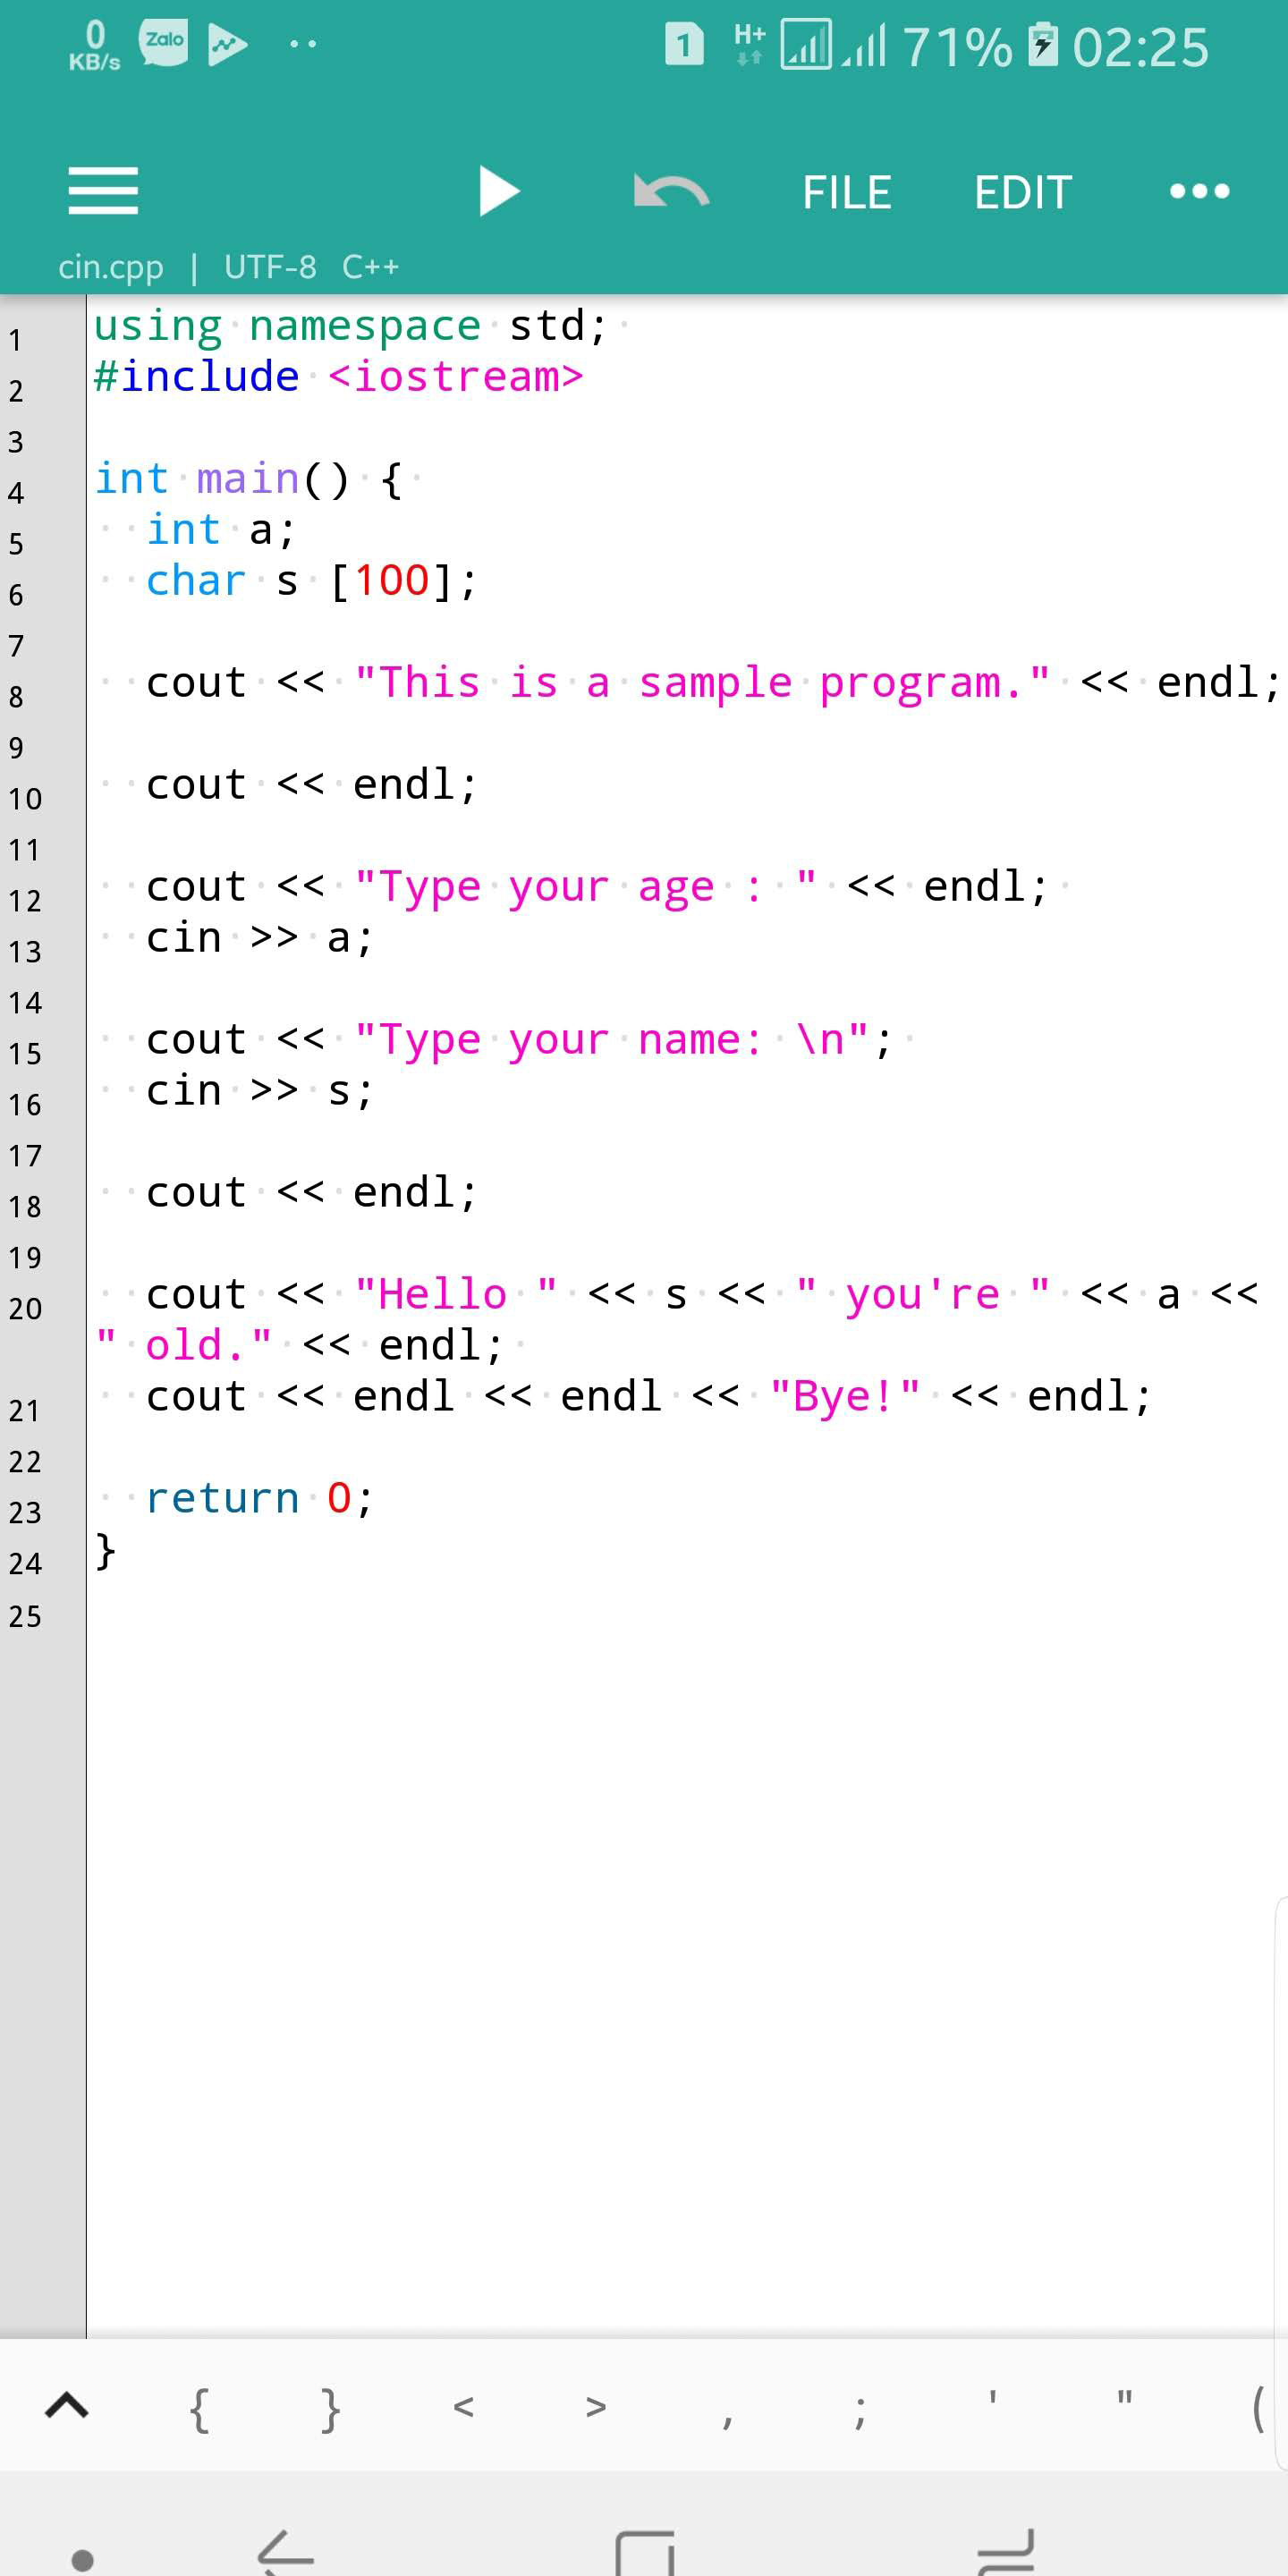 0
KB/s
Zalo
1 H+ 71% 02:25
FILE EDIT
cin.cpp | UTF-8 C++
1 using namespace std;
2 #include <iostream>
3
4 int main() {
5   int a;
6   char s [100];
7
8   cout << "This is a sample program." << endl;
9
10   cout << endl;
11
12   cout << "Type your age : " << endl;
13   cin >> a;
14
15   cout << "Type your name: \n";
16   cin >> s;
17
18   cout << endl;
19
20   cout << "Hello " << s << " you're " << a <<
" old." << endl;
21   cout << endl << endl << "Bye!" << endl;
22
23   return 0;
24 }
25
{ } < > , ; ' " (